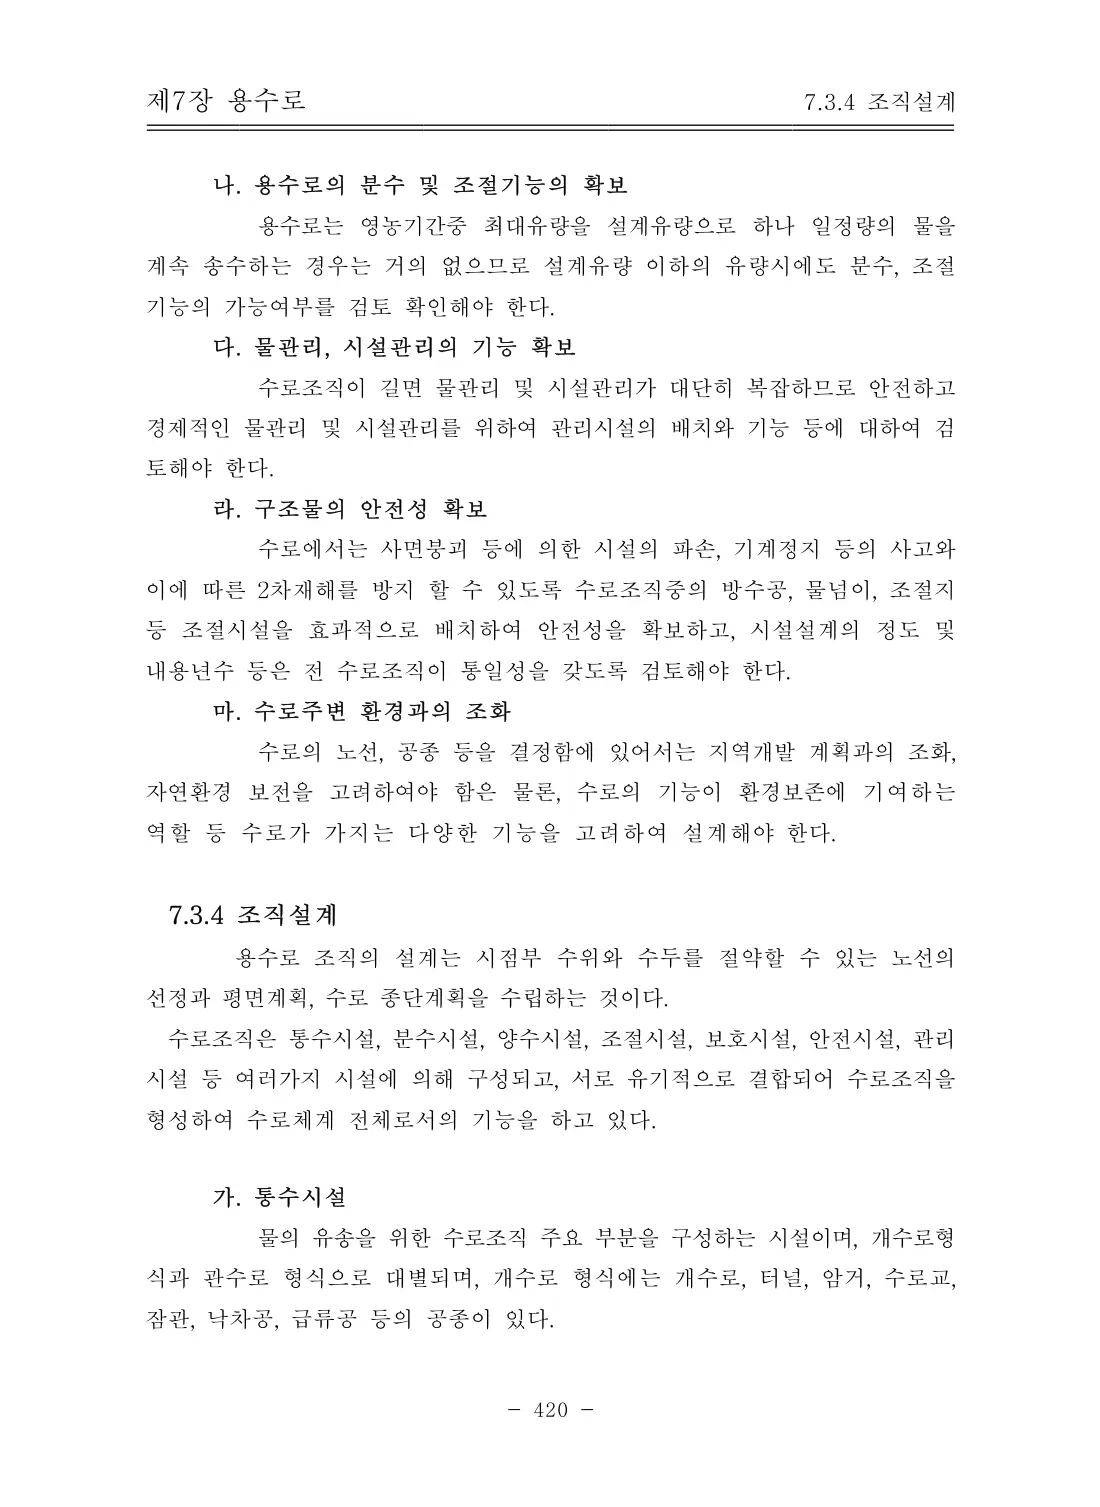 제7장 용수로
7.3.4 조직설계
나. 용수로의 분수 및 조절기능의 확보
용수로는 영농기간중 최대유량을 설계유량으로 하나 일정량의 물을
계속 송수하는 경우는 거의 없으므로 설계유량 이하의 유량시에도 분수, 조절
기능의 가능여부를 검토 확인해야 한다.
다. 물관리, 시설관리의 기능 확보
수로조직이 길면 물관리 및 시설관리가 대단히 복잡하므로 안전하고
경제적인 물관리 및 시설관리를 위하여 관리시설의 배치와 기능 등에 대하여 검
토해야 한다.
라. 구조물의 안전성 확보
수로에서는 사면붕괴 등에 의한 시설의 파손, 기계정지 등의 사고와
이에 따른 2차재해를 방지 할 수 있도록 수로조직중의 방수공, 물넘이, 조절지
등 조절시설을 효과적으로 배치하여 안전성을 확보하고, 시설설계의 정도 및
내용년수 등은 전 수로조직이 통일성을 갖도록 검토해야 한다.
마. 수로주변 환경과의 조화
수로의 노선, 공종 등을 결정함에 있어서는 지역개발 계획과의 조화,
자연환경 보전을 고려하여야 함은 물론, 수로의 기능이 환경보존에 기여하는
역할 등 수로가 가지는 다양한 기능을 고려하여 설계해야 한다.
7.3.4 조직설계
용수로 조직의 설계는 시점부 수위와 수두를 절약할 수 있는 노선의
선정과 평면계획, 수로 종단계획을 수립하는 것이다.
수로조직은 통수시설, 분수시설, 양수시설, 조절시설, 보호시설, 안전시설, 관리
시설 등 여러가지 시설에 의해 구성되고, 서로 유기적으로 결합되어 수로조직을
형성하여 수로체계 전체로서의 기능을 하고 있다.
가. 통수시설
물의 유송을 위한 수로조직 주요 부분을 구성하는 시설이며, 개수로형
식과 관수로 형식으로 대별되며, 개수로 형식에는 개수로, 터널, 암거, 수로교,
잠관, 낙차공, 급류공 등의 공종이 있다.
- 420 -